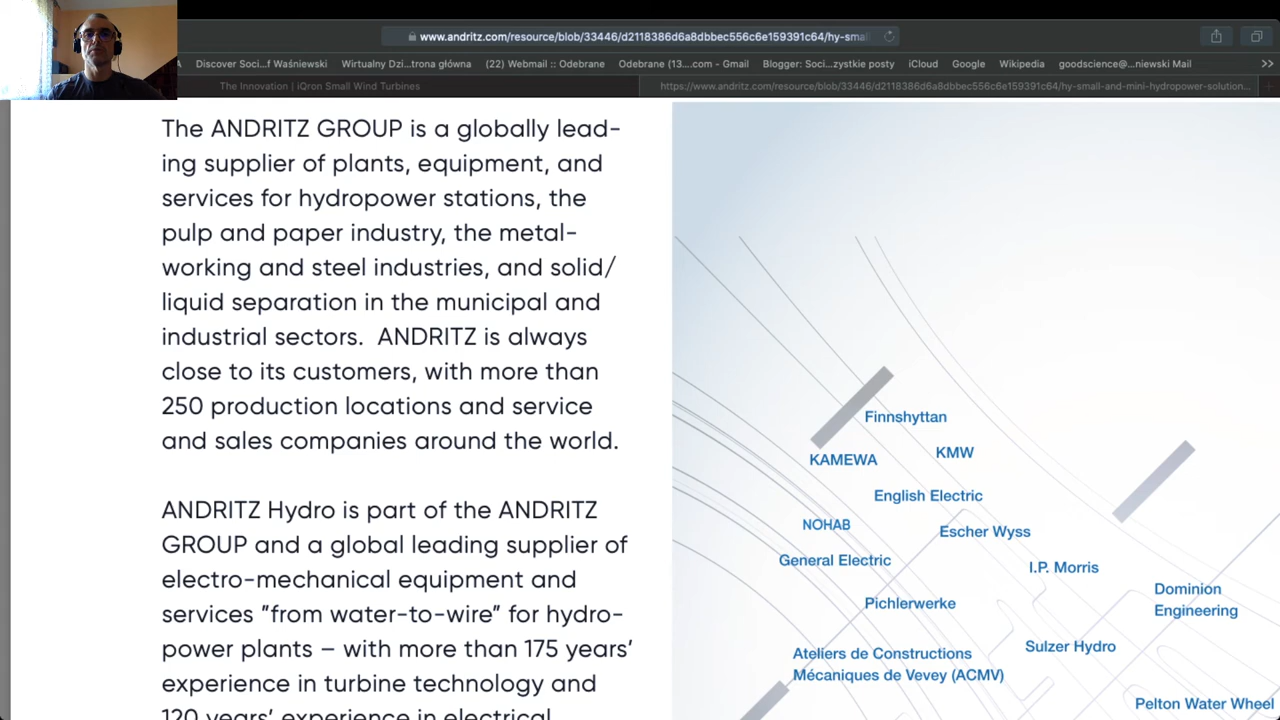 www.andritz.com/resource/blob/33446/d2118386d6a8dbbec556c6e159391c64/hy-smal
Discover Soci...f Waśniewski
Wirtualny Dzi...trona główna
(22) Webmail :: Odebrane
Odebrane (13....com - Gmail
Blogger: Soci...zystkie posty
iCloud
Google
Wikipedia
goodscience@...niewski Mail
>>
The Innovation | iQron Small Wind Turbines
https://www.andritz.com/resource/blob/33446/d2118386d6a8dbbec556c6e159391c64/hy-small-and-mini-hydropower-solution...
The ANDRITZ GROUP is a globally lead-
ing supplier of plants, equipment, and
services for hydropower stations, the
pulp and paper industry, the metal-
working and steel industries, and solid/
liquid separation in the municipal and
industrial sectors. ANDRITZ is always
close to its customers, with more than
250 production locations and service
and sales companies around the world.
ANDRITZ Hydro is part of the ANDRITZ
GROUP and a global leading supplier of
electro-mechanical equipment and
services "from water-to-wire" for hydro-
power plants – with more than 175 years'
experience in turbine technology and
120 years' experience in electrical
Finnshyttan
KMW
KAMEWA
English Electric
NOHAB
Escher Wyss
General Electric
I.P. Morris
Dominion
Engineering
Pichlerwerke
Sulzer Hydro
Ateliers de Constructions
Mécaniques de Vevey (ACMV)
Pelton Water Wheel